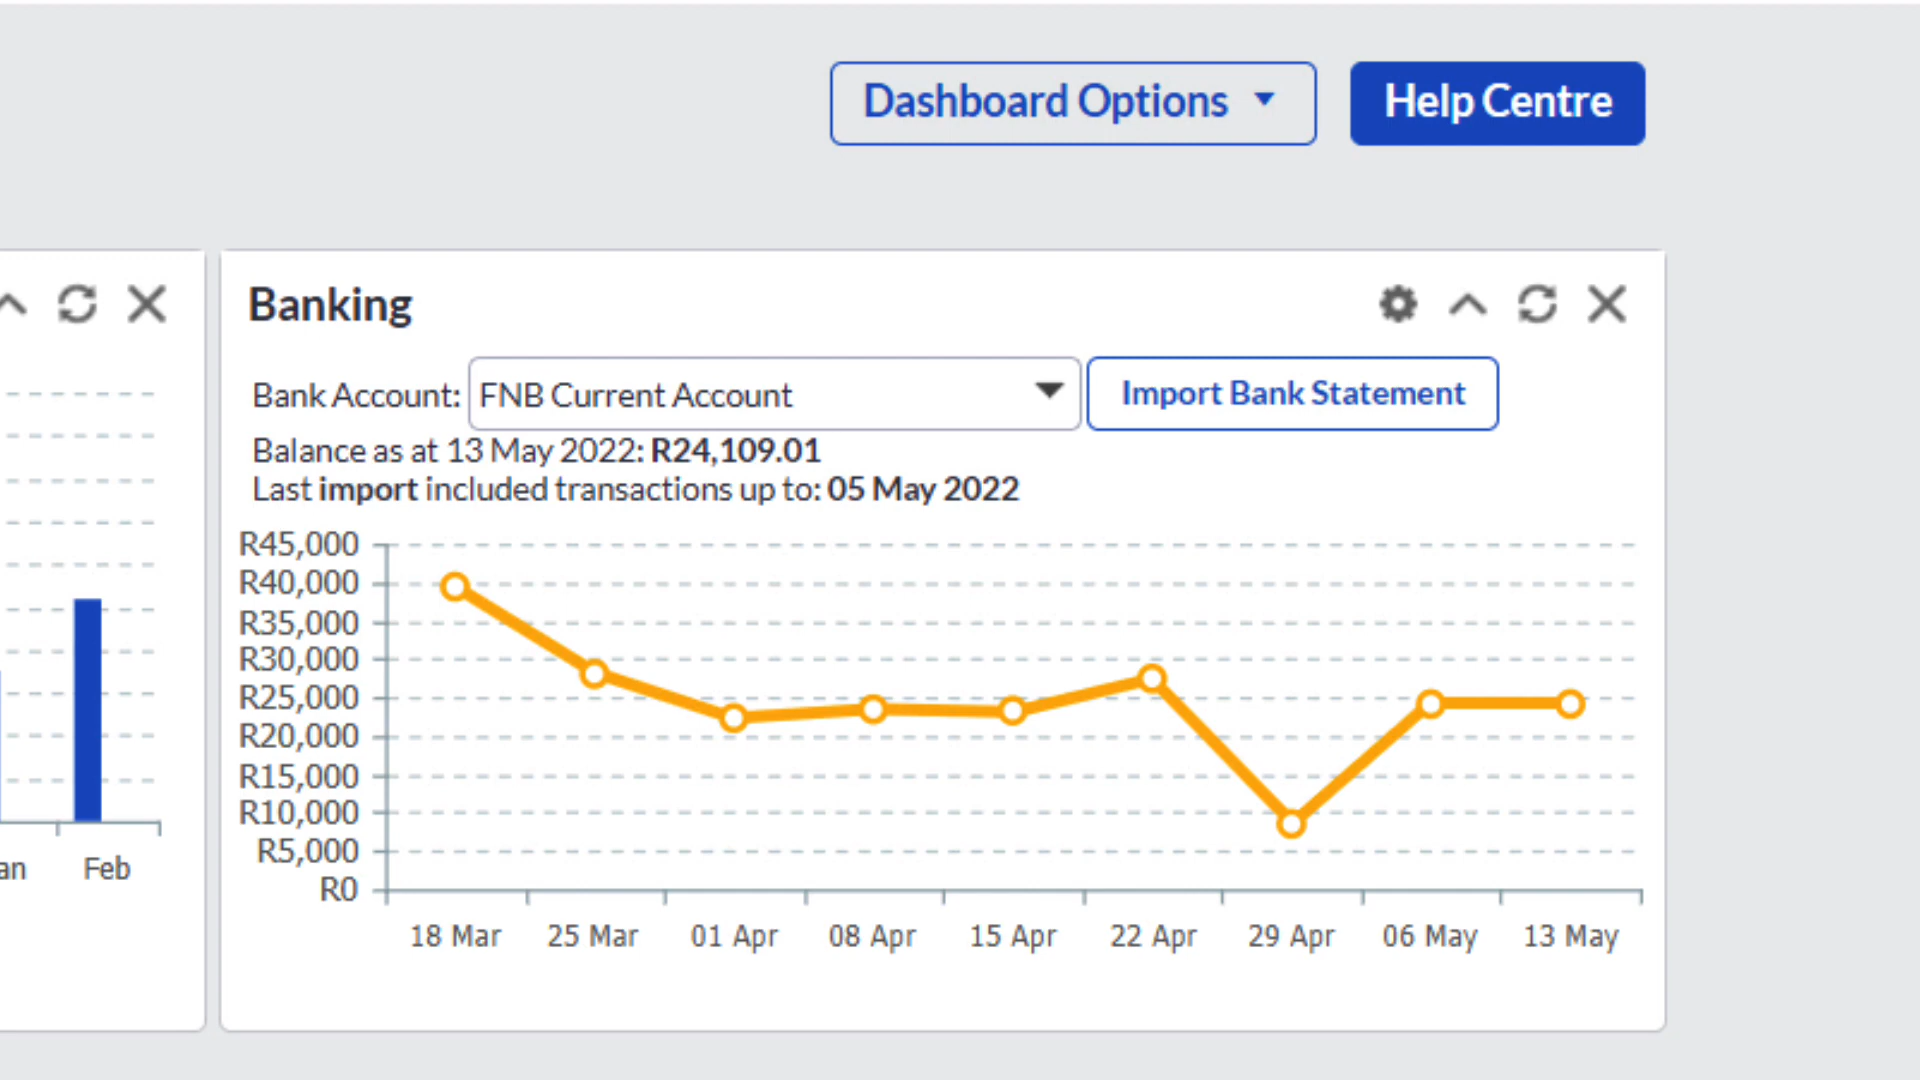 Dashboard Options
Help Centre
Banking
Bank Account: FNB Current Account
Import Bank Statement
Balance as at 13 May 2022: R24,109.01
Last import included transactions up to: 05 May 2022
R45,000
R40,000
R35,000
R30,000
R25,000
R20,000
R15,000
R10,000
R5,000
R0
18 Mar 25 Mar 01 Apr 08 Apr 15 Apr 22 Apr 29 Apr 06 May 13 May
an Feb